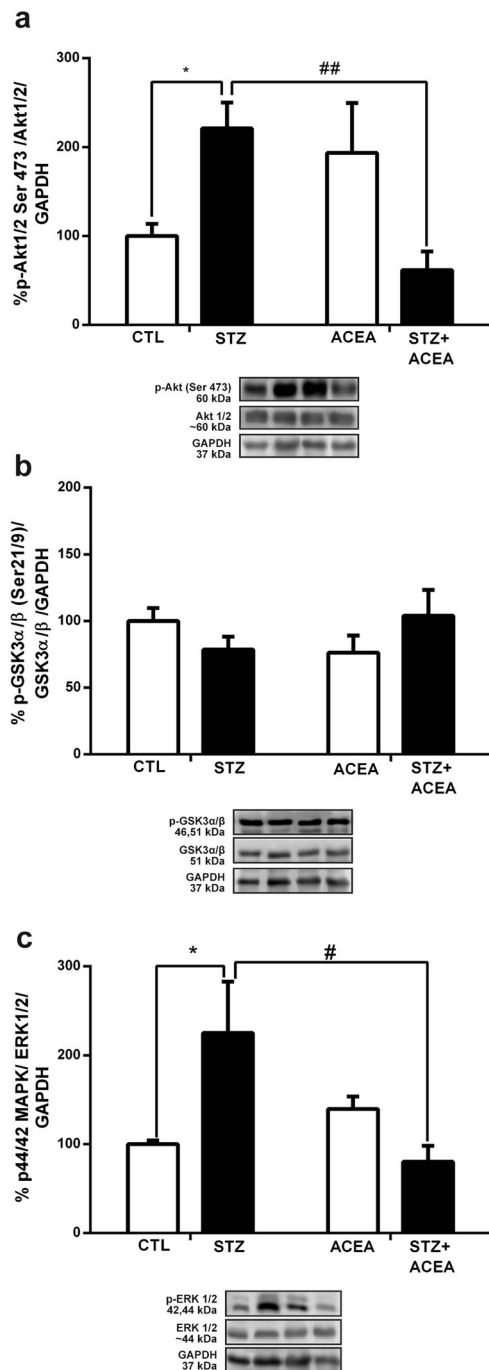 a
%p-Akt1/2 Ser 473 /Akt1/2/
GAPDH
300
200
100
0
*
##
CTL
STZ
ACEA
STZ+
ACEA
p-Akt (Ser 473)
60 kDa
Akt 1/2
~60 kDa
GAPDH
37 kDa
b
% p-GSK3α/β (Ser21/9)/
GSK3α/β /GAPDH
200
150
100
50
0
CTL
STZ
ACEA
STZ+
ACEA
p-GSK3α/β
46,51 kDa
GSK3α/β
51 kDa
GAPDH
37 kDa
c
% p44/42 MAPK/ ERK1/2/
GAPDH
300
200
100
0
*
#
CTL
STZ
ACEA
STZ+
ACEA
p-ERK 1/2
42,44 kDa
ERK 1/2
~44 kDa
GAPDH
37 kDa